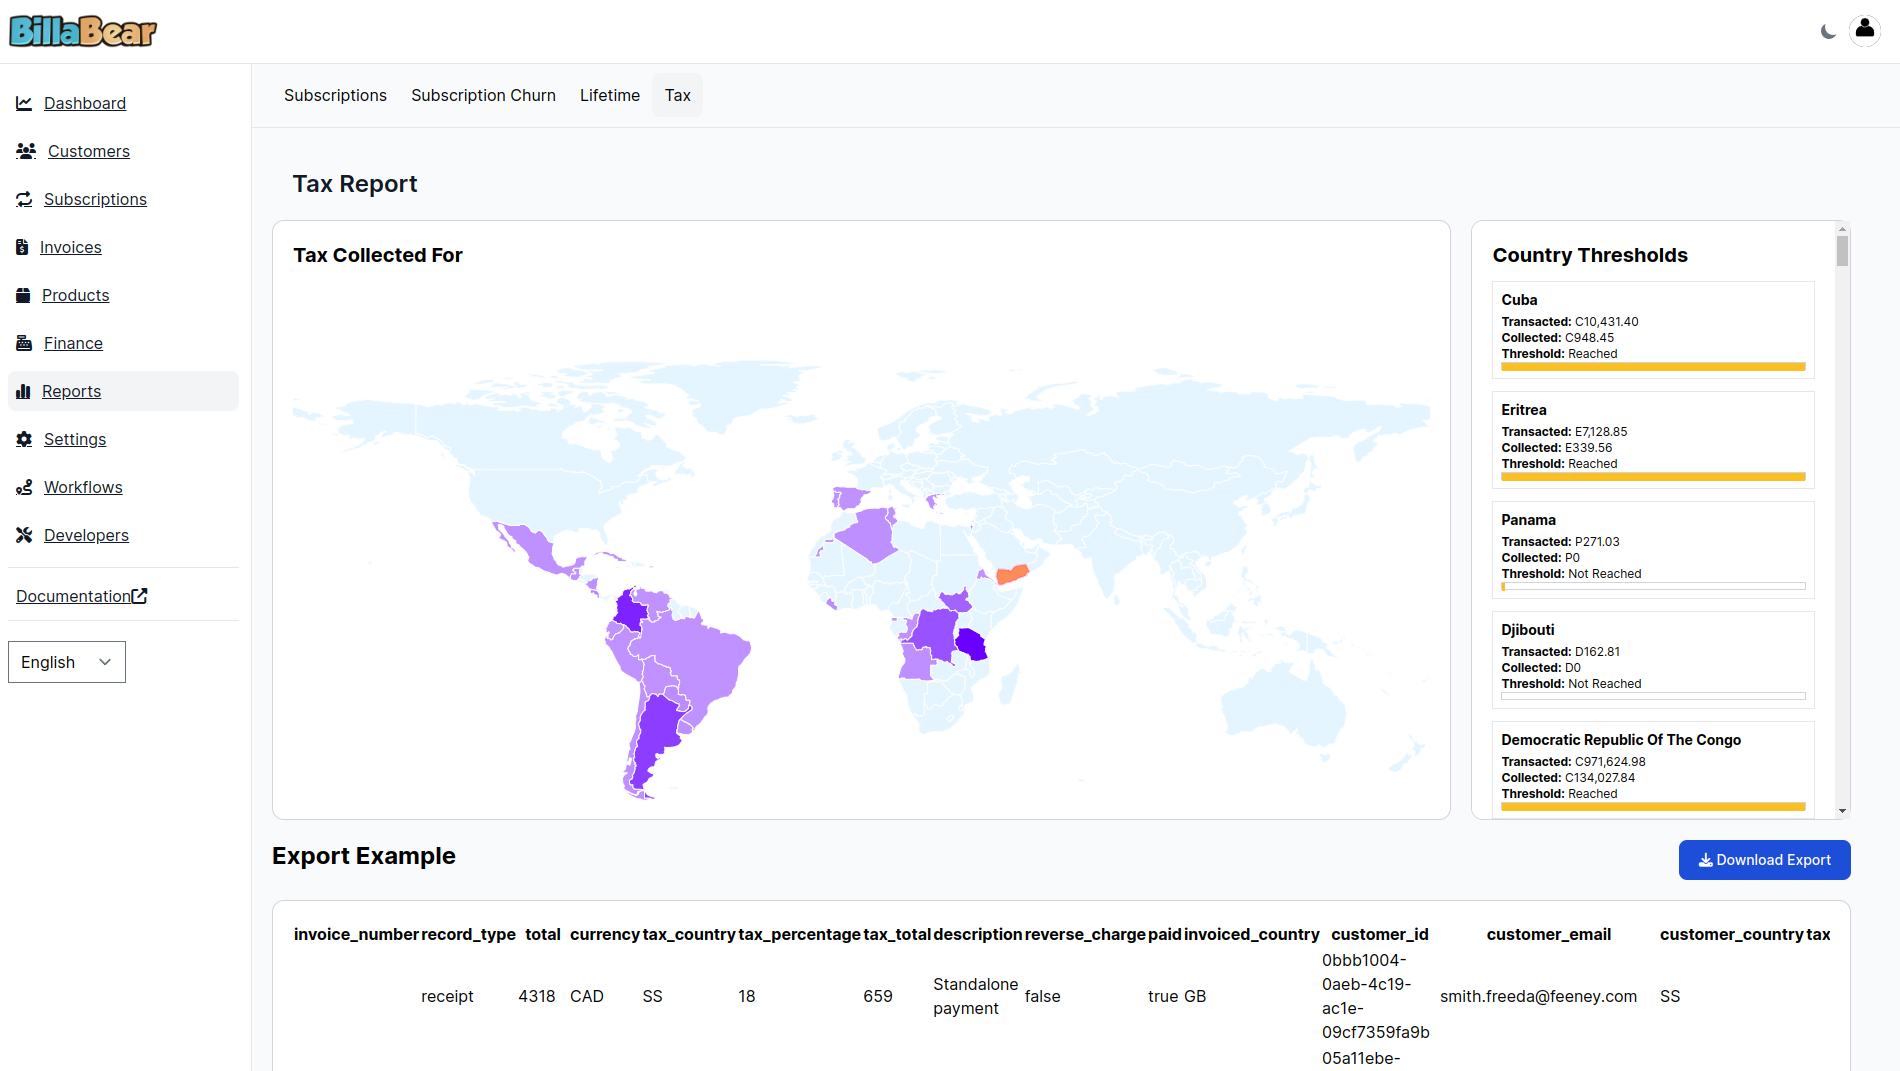 BillaBear
Dashboard
Customers
Subscriptions
Invoices
Products
Finance
Reports
Settings
Workflows
Developers
Documentation
English
Subscriptions Subscription Churn Lifetime Tax
Tax Report
Tax Collected For
Country Thresholds
Cuba
Transacted: C10,431.40
Collected: C948.45
Threshold: Reached
Eritrea
Transacted: E7,128.85
Collected: E339.56
Threshold: Reached
Panama
Transacted: P271.03
Collected: P0
Threshold: Not Reached
Djibouti
Transacted: D162.81
Collected: D0
Threshold: Not Reached
Democratic Republic Of The Congo
Transacted: C971,624.98
Collected: C134,027.84
Threshold: Reached
Export Example
Download Export
invoice_number record_type total currency tax_country tax_percentage tax_total description reverse_charge paid invoiced_country customer_id customer_email customer_country tax
receipt 4318 CAD SS 18 659 Standalone payment false true GB 0bbb1004-0aeb-4c19-ac1e-09cf7359fa9b smith.freeda@feeney.com SS
05a11ebe-